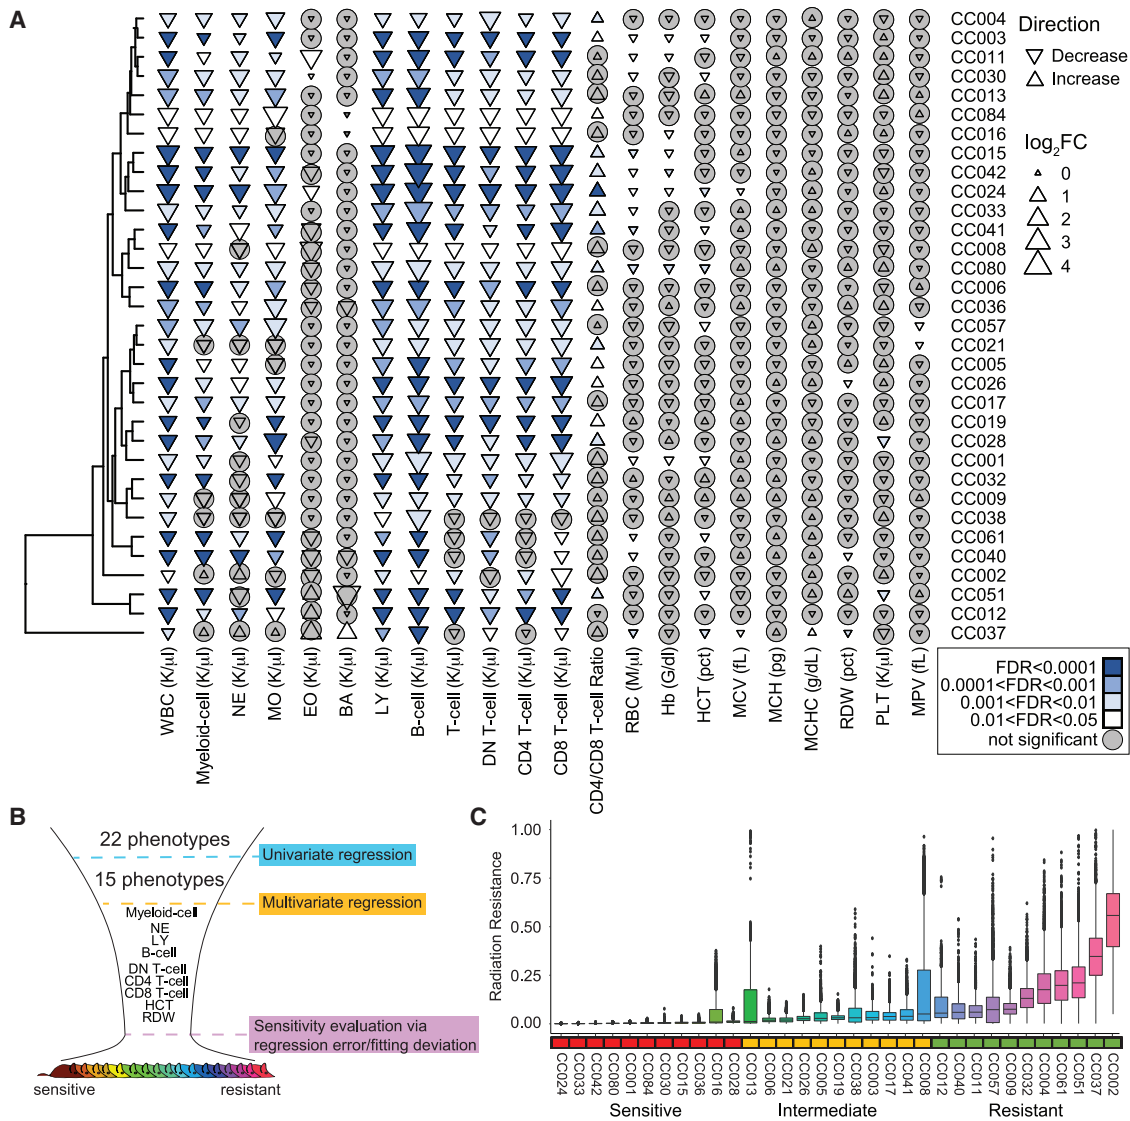 A
CC004
CC003
CC011
CC030
CC013
CC084
CC016
CC015
CC042
CC024
CC033
CC041
CC008
CC080
CC006
CC036
CC057
CC021
CC005
CC026
CC017
CC019
CC028
CC001
CC032
CC009
CC038
CC061
CC040
CC002
CC051
CC012
CC037
Direction
Decrease
Increase
log2FC
0
1
2
3
4
WBC (K/µl)
Myeloid-cell (K/µl)
NE (K/µl)
MO (K/µl)
EO (K/µl)
BA (K/µl)
LY (K/µl)
B-cell (K/µl)
T-cell (K/µl)
DN T-cell (K/µl)
CD4 T-cell (K/µl)
CD8 T-cell (K/µl)
CD4/CD8 T-cell Ratio
RBC (M/µl)
Hb (G/dl)
HCT (pct)
MCV (fL)
MCH (pg)
MCHC (g/dL)
RDW (pct)
PLT (K/µl)
MPV (fL)
FDR<0.0001
0.0001<FDR<0.001
0.001<FDR<0.01
0.01<FDR<0.05
not significant
B
22 phenotypes
Univariate regression
15 phenotypes
Multivariate regression
Myeloid-cell
NE
LY
B-cell
DN T-cell
CD4 T-cell
CD8 T-cell
HCT
RDW
Sensitivity evaluation via
regression error/fitting deviation
sensitive
resistant
C
Radiation Resistance
1.00
0.75
0.50
0.25
0.00
CC024
CC033
CC042
CC080
CC001
CC084
CC030
CC015
CC036
CC016
CC028
CC013
CC006
CC021
CC026
CC005
CC019
CC038
CC003
CC017
CC041
CC008
CC012
CC040
CC011
CC057
CC009
CC032
CC004
CC061
CC051
CC037
CC002
Sensitive
Intermediate
Resistant